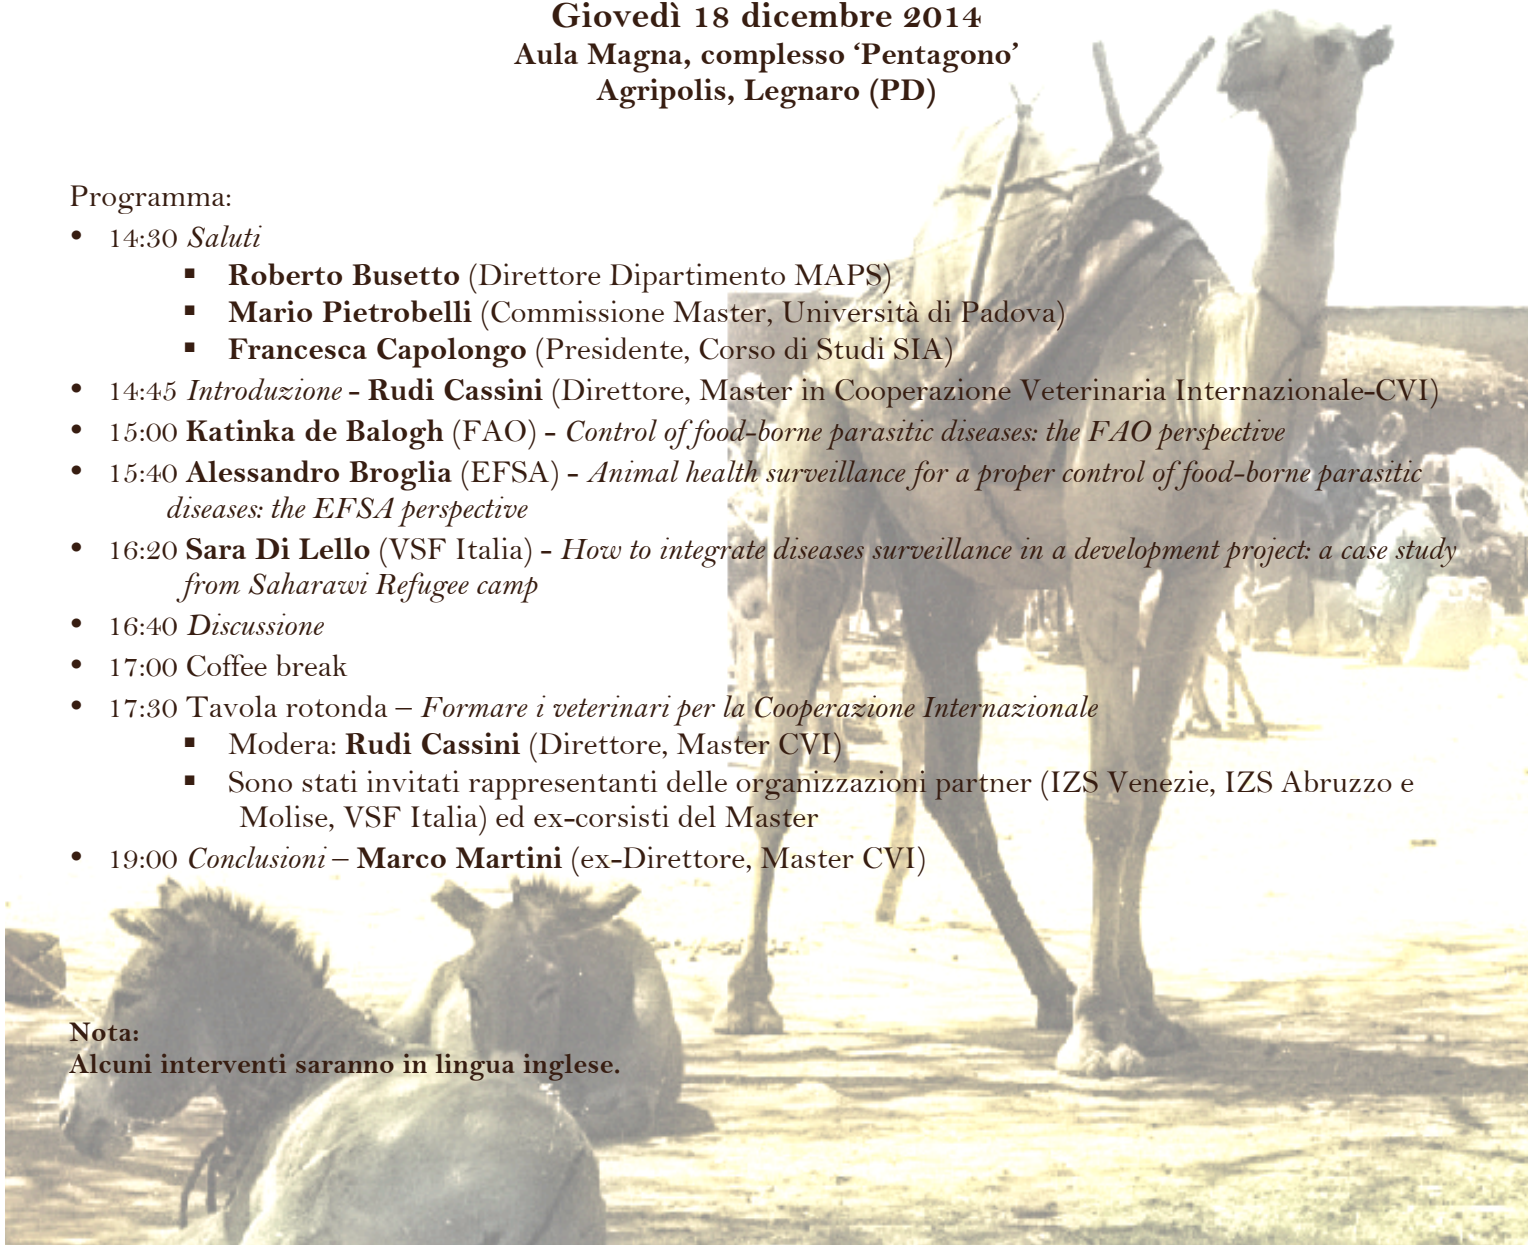 Giovedì 18 dicembre 2014
Aula Magna, complesso ‘Pentagono’
Agripolis, Legnaro (PD)
Programma:
• 14:30 Saluti
▪ Roberto Busetto (Direttore Dipartimento MAPS)
▪ Mario Pietrobelli (Commissione Master, Università di Padova)
▪ Francesca Capolongo (Presidente, Corso di Studi SIA)
• 14:45 Introduzione - Rudi Cassini (Direttore, Master in Cooperazione Veterinaria Internazionale-CVI)
• 15:00 Katinka de Balogh (FAO) - Control of food-borne parasitic diseases: the FAO perspective
• 15:40 Alessandro Broglia (EFSA) - Animal health surveillance for a proper control of food-borne parasitic
diseases: the EFSA perspective
• 16:20 Sara Di Lello (VSF Italia) - How to integrate diseases surveillance in a development project: a case study
from Saharawi Refugee camp
• 16:40 Discussione
• 17:00 Coffee break
• 17:30 Tavola rotonda – Formare i veterinari per la Cooperazione Internazionale
▪ Modera: Rudi Cassini (Direttore, Master CVI)
▪ Sono stati invitati rappresentanti delle organizzazioni partner (IZS Venezie, IZS Abruzzo e
Molise, VSF Italia) ed ex-corsisti del Master
• 19:00 Conclusioni – Marco Martini (ex-Direttore, Master CVI)
Nota:
Alcuni interventi saranno in lingua inglese.